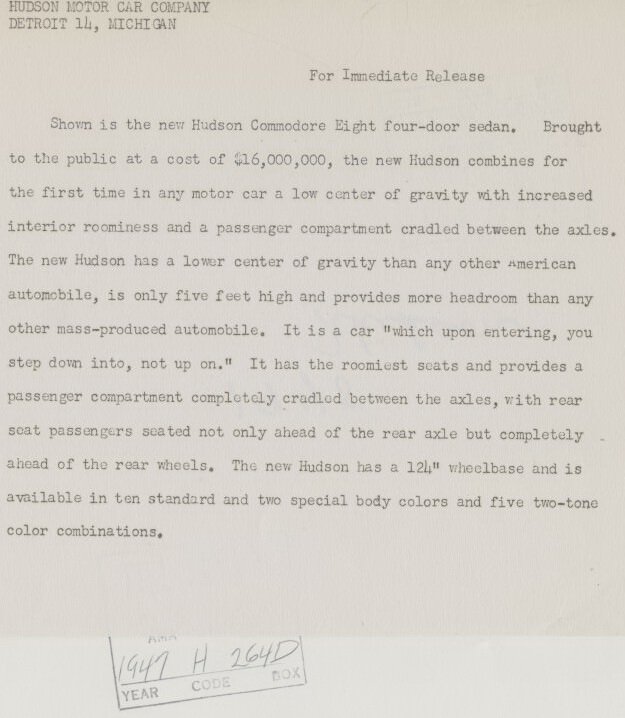 HUDSON MOTOR CAR COMPANY
DETROIT 14, MICHIGAN
For Immediate Release
Shown is the new Hudson Commodore Eight four-door sedan. Brought
to the public at a cost of $16,000,000, the new Hudson combines for
the first time in any motor car a low center of gravity with increased
interior roominess and a passenger compartment cradled between the axles.
The new Hudson has a lower center of gravity than any other American
automobile, is only five feet high and provides more headroom than any
other mass-produced automobile. It is a car "which upon entering, you
step down into, not up on." It has the roomiest seats and provides a
passenger compartment completely cradled between the axles, with rear
seat passengers seated not only ahead of the rear axle but completely
ahead of the rear wheels. The new Hudson has a 124" wheelbase and is
available in ten standard and two special body colors and five two-tone
color combinations.
1947 H 264D
YEAR CODE BOX